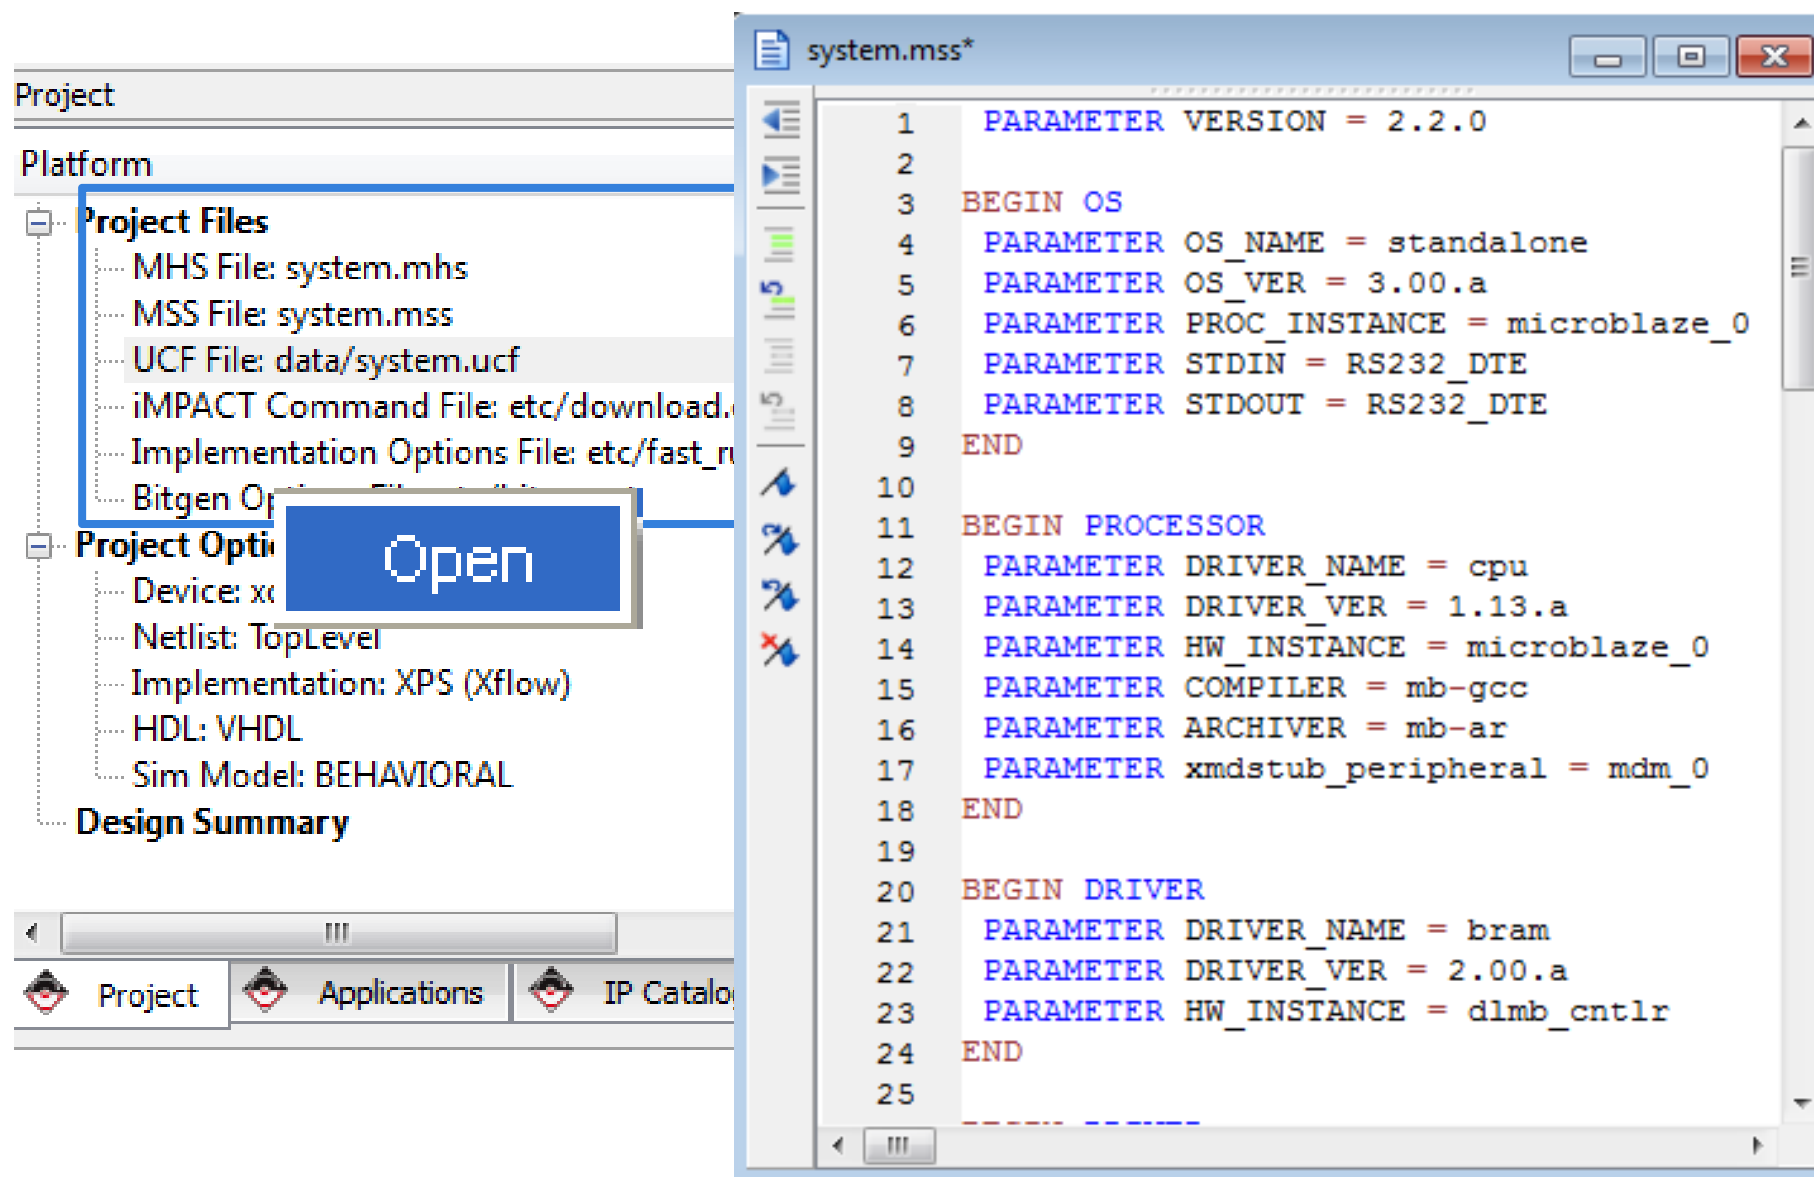 Project
Platform
Project Files
MHS File: system.mhs
MSS File: system.mss
UCF File: data/system.ucf
iMPACT Command File: etc/download.
Implementation Options File: etc/fast_ru
Bitgen
Open
Project
Device:
Netlist: TopLevel
Implementation: XPS (Xflow)
HDL: VHDL
Sim Model: BEHAVIORAL
Design Summary
Project
Applications
IP
system.mss*
1 PARAMETER VERSION = 2.2.0
2
3 BEGIN OS
4 PARAMETER OS_NAME = standalone
5 PARAMETER OS_VER = 3.00.a
6 PARAMETER PROC_INSTANCE = microblaze_0
7 PARAMETER STDIN = RS232_DTE
8 PARAMETER STDOUT = RS232_DTE
9 END
10
11 BEGIN PROCESSOR
12 PARAMETER DRIVER_NAME = cpu
13 PARAMETER DRIVER_VER = 1.13.a
14 PARAMETER HW_INSTANCE = microblaze_0
15 PARAMETER COMPILER = mb-gcc
16 PARAMETER ARCHIVER = mb-ar
17 PARAMETER xmdstub_peripheral = mdm_0
18 END
19
20 BEGIN DRIVER
21 PARAMETER DRIVER_NAME = bram
22 PARAMETER DRIVER_VER = 2.00.a
23 PARAMETER HW_INSTANCE = dlmb_cntlr
24 END
25